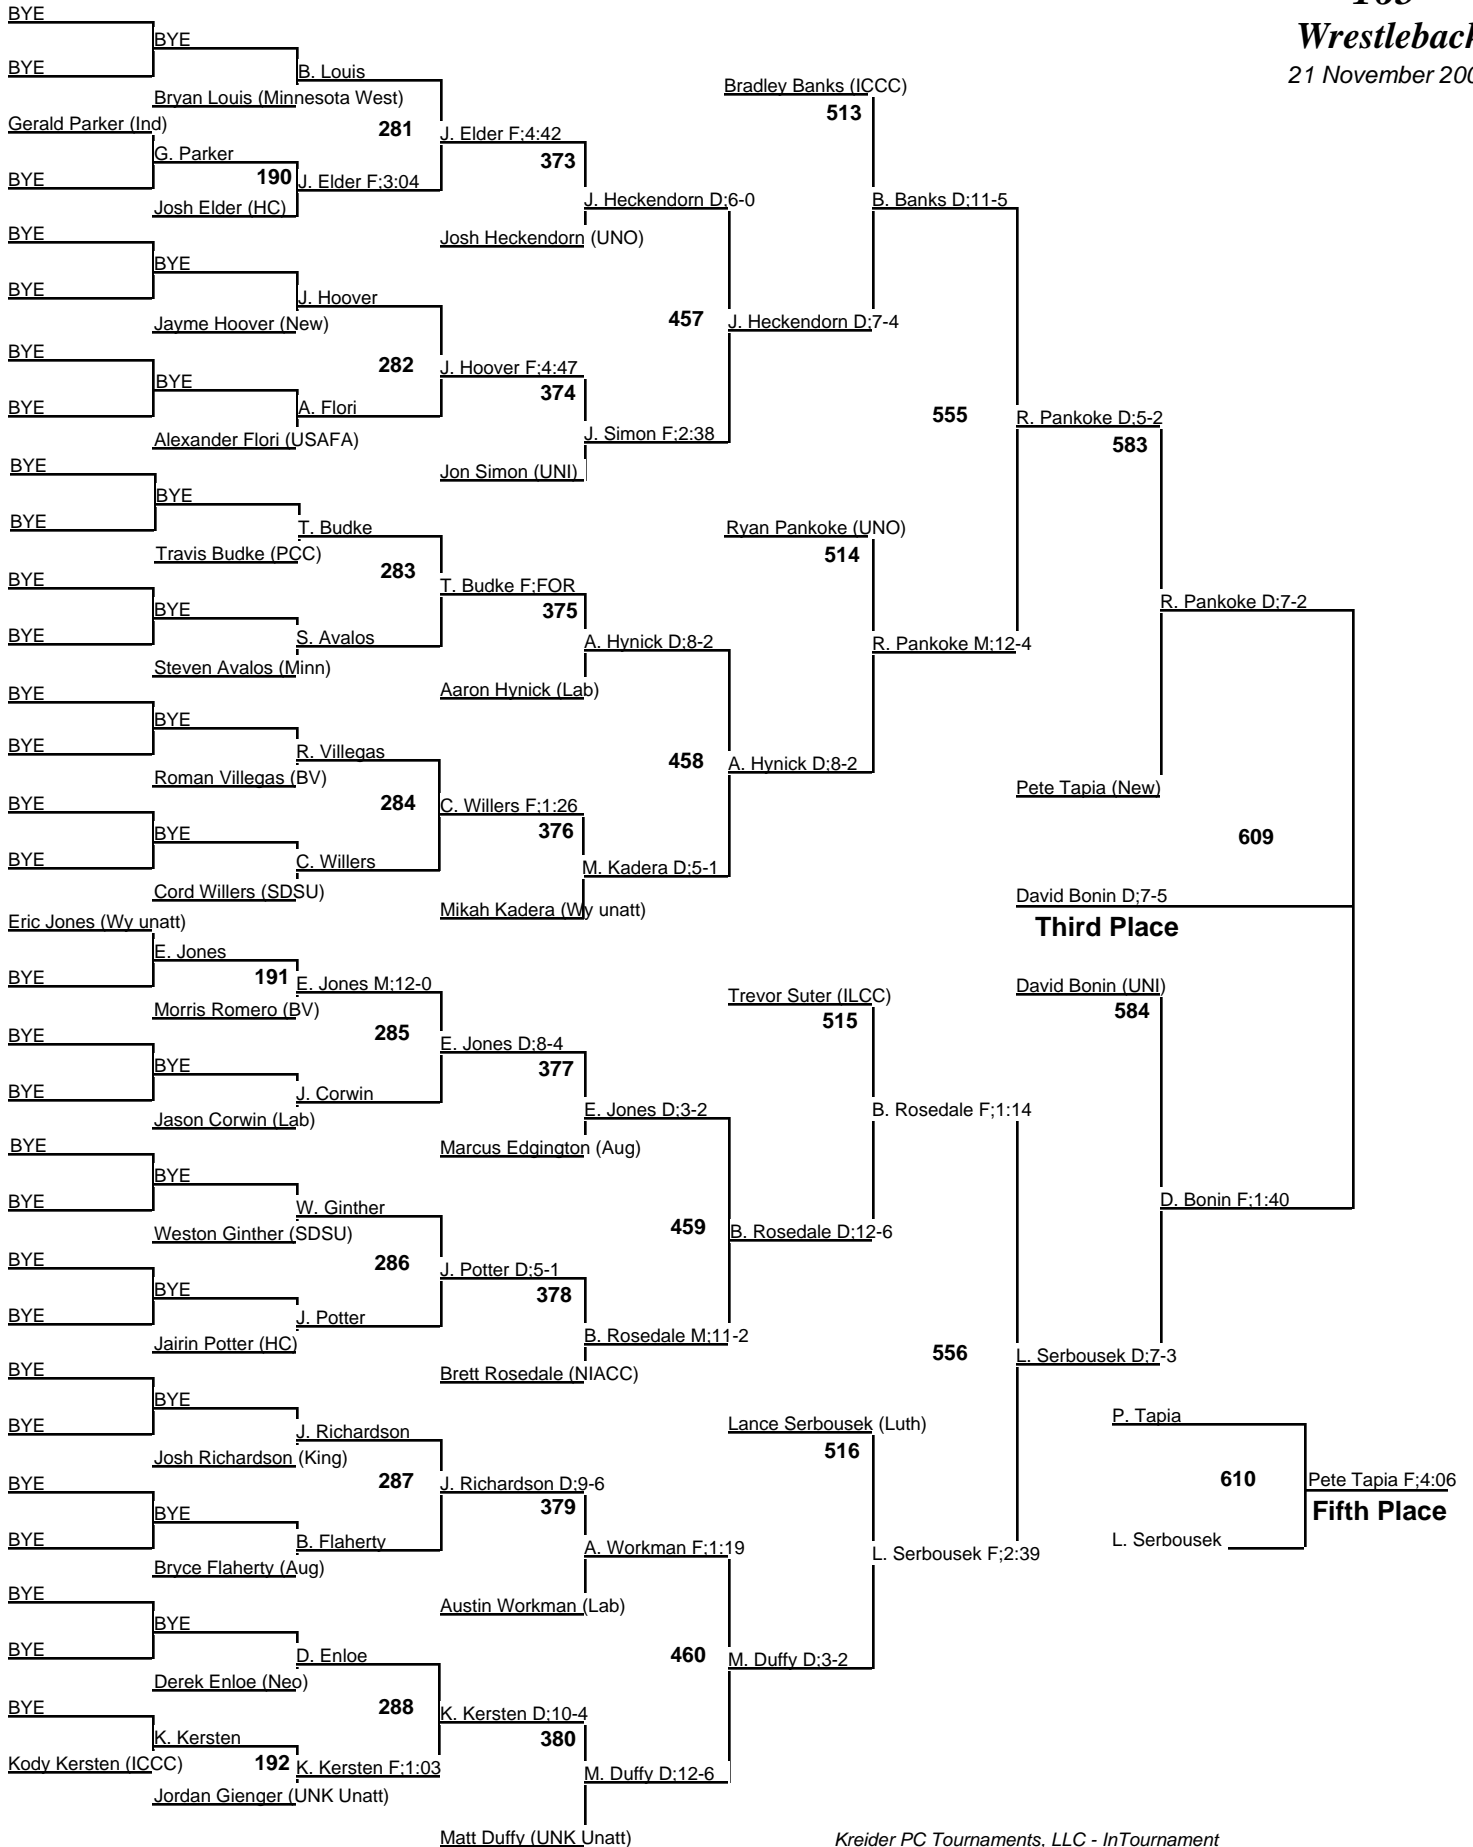 Wrestleback
21 November 200
BYE
BYE
BYE
B. Louis
Bryan Louis (Minnesota West)
Gerald Parker (Ind)
281
G. Parker
BYE
190
J. Elder F;3:04
Josh Elder (HC)
J. Elder F;4:42
373
J. Heckendorn D;6-0
Josh Heckendorn (UNO)
BYE
BYE
BYE
J. Hoover
Jayme Hoover (New)
BYE
282
BYE
BYE
A. Flori
Alexander Flori (USAFA)
J. Hoover F;4:47
374
J. Simon F;2:38
Jon Simon (UNI)
457
J. Heckendorn D;7-4
Bradley Banks (ICCC)
513
B. Banks D;11-5
BYE
BYE
BYE
T. Budke
Travis Budke (PCC)
283
BYE
BYE
BYE
S. Avalos
Steven Avalos (Minn)
T. Budke F;FOR
375
A. Hynick D;8-2
Aaron Hynick (Lab)
BYE
BYE
BYE
R. Villegas
Roman Villegas (BV)
284
BYE
BYE
BYE
C. Willers
Cord Willers (SDSU)
C. Willers F;1:26
376
M. Kadera D;5-1
Mikah Kadera (Wy unatt)
458
A. Hynick D;8-2
Ryan Pankoke (UNO)
514
R. Pankoke M;12-4
555
R. Pankoke D;5-2
583
R. Pankoke D;7-2
Pete Tapia (New)
609
David Bonin D;7-5
Third Place
Eric Jones (Wy unatt)
E. Jones
BYE
191
E. Jones M;12-0
Morris Romero (BV)
285
BYE
BYE
BYE
J. Corwin
Jason Corwin (Lab)
E. Jones D;8-4
377
E. Jones D;3-2
Marcus Edgington (Aug)
BYE
BYE
BYE
W. Ginther
Weston Ginther (SDSU)
286
BYE
BYE
BYE
J. Potter
Jairin Potter (HC)
J. Potter D;5-1
378
B. Rosedale M;11-2
Brett Rosedale (NIACC)
459
B. Rosedale D;12-6
Trevor Suter (ILCC)
515
B. Rosedale F;1:14
David Bonin (UNI)
584
D. Bonin F;1:40
BYE
BYE
BYE
J. Richardson
Josh Richardson (King)
287
BYE
BYE
BYE
B. Flaherty
Bryce Flaherty (Aug)
J. Richardson D;9-6
379
A. Workman F;1:19
Austin Workman (Lab)
BYE
BYE
BYE
D. Enloe
Derek Enloe (Neo)
288
BYE
K. Kersten
Kody Kersten (ICCC)
192
K. Kersten F;1:03
Jordan Gienger (UNK Unatt)
K. Kersten D;10-4
380
M. Duffy D;12-6
Matt Duffy (UNK Unatt)
460
M. Duffy D;3-2
Lance Serbousek (Luth)
516
L. Serbousek F;2:39
556
L. Serbousek D;7-3
P. Tapia
610
Pete Tapia F;4:06
Fifth Place
L. Serbousek
Kreider PC Tournaments, LLC - InTournament